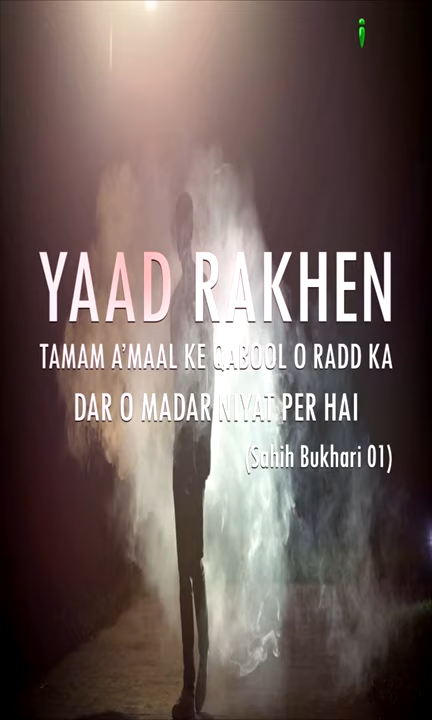 YAAD RAKHEN
TAMAM A'MAAL KE QABOOL O RADD KA
DAR O MADAR NIYAT PER HAI
(Sahih Bukhari 01)